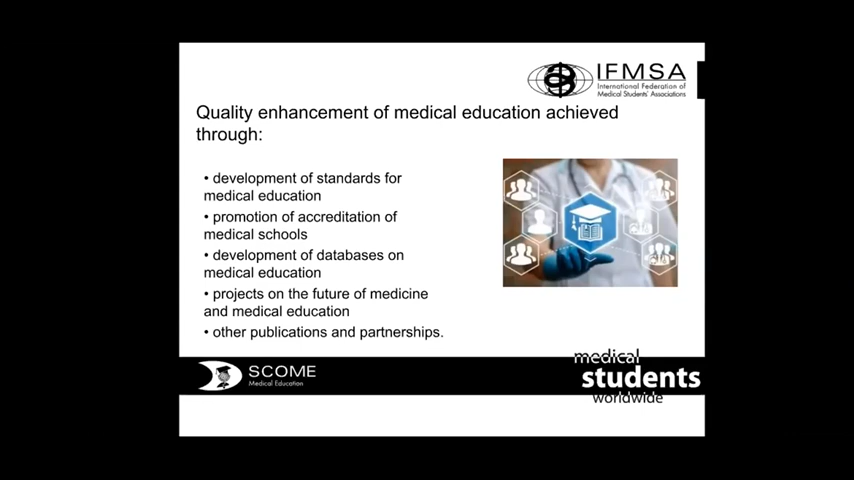 IFMSA
International Federation of
Medical Students' Associations
Quality enhancement of medical education achieved
through:
• development of standards for
medical education
• promotion of accreditation of
medical schools
• development of databases on
medical education
• projects on the future of medicine
and medical education
• other publications and partnerships.
SCOME
Medical Education
medical
students
worldwide